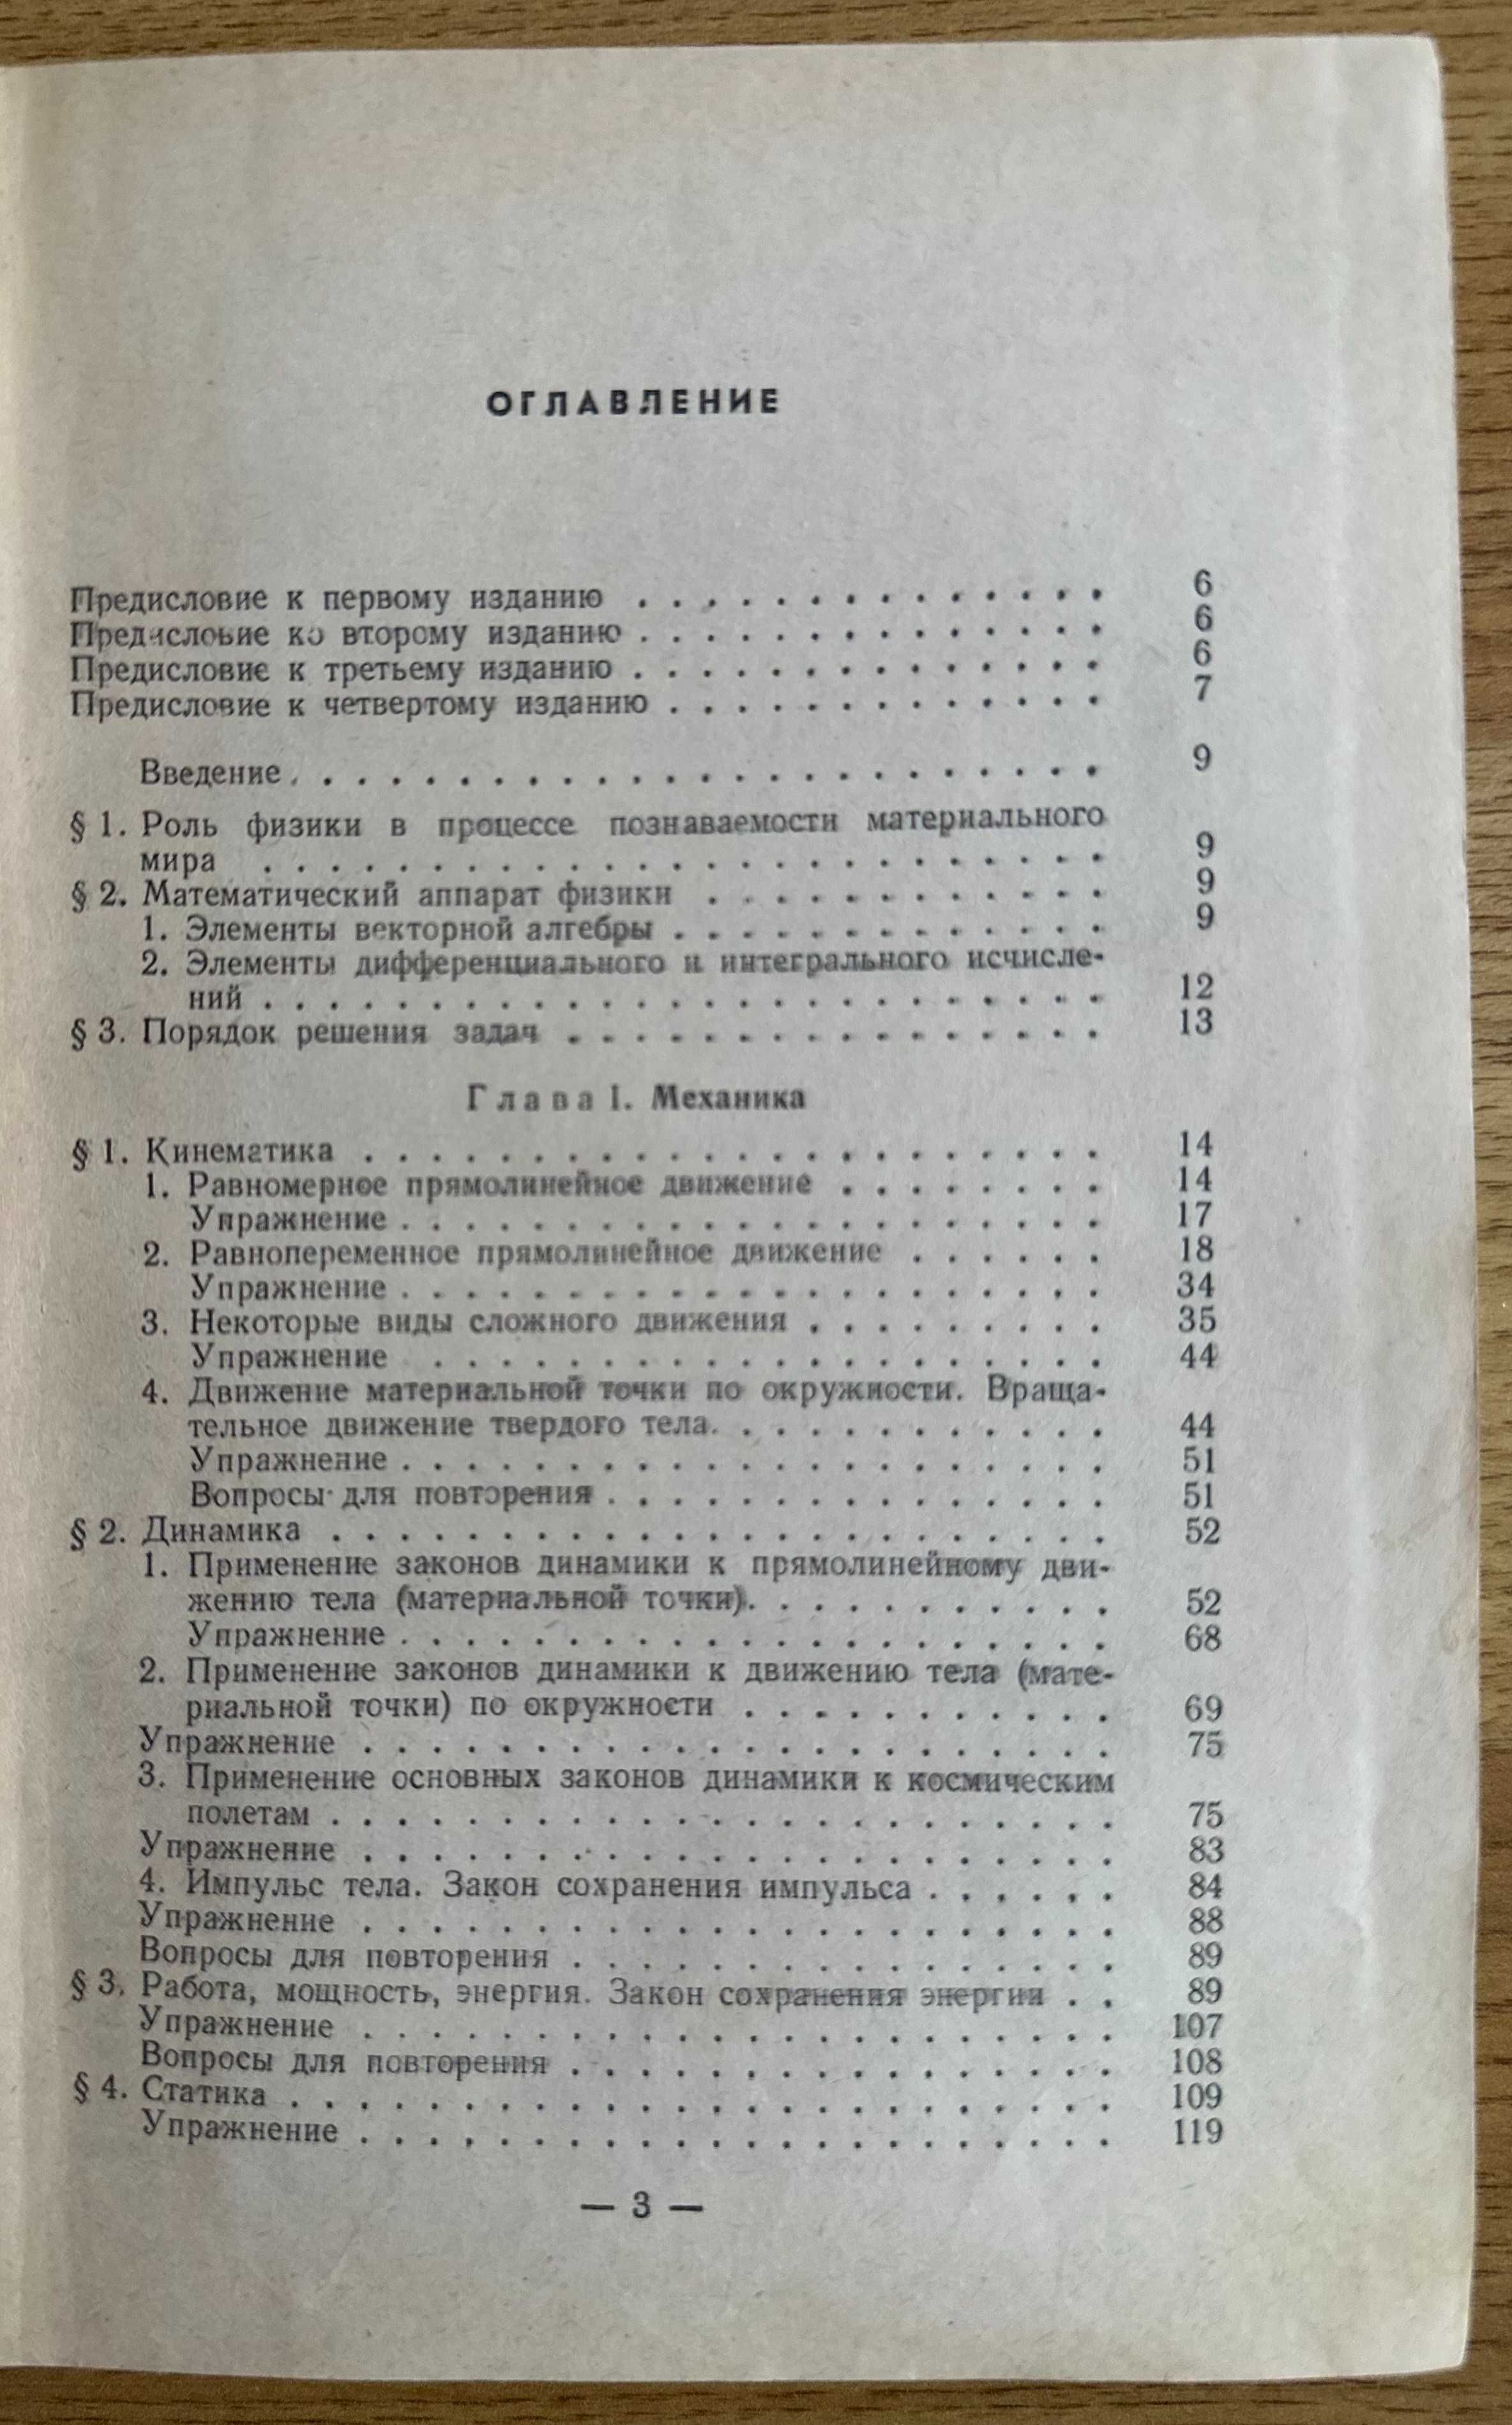 ОГЛАВЛЕНИЕ
Предисловие к первому изданию . . . . . . . . . . . . . . 6
Предисловие ко второму изданию . . . . . . . . . . . . . . 6
Предисловие к третьему изданию . . . . . . . . . . . . . . 6
Предисловие к четвертому изданию . . . . . . . . . . . . . 7
Введение . . . . . . . . . . . . . . . . . . . . . . . . 9
§ 1. Роль физики в процессе познаваемости материального
мира . . . . . . . . . . . . . . . . . . . . . . . . . 9
§ 2. Математический аппарат физики . . . . . . . . . . . . 9
1. Элементы векторной алгебры . . . . . . . . . . . . . 9
2. Элементы дифференциального и интегрального исчисле-
ний . . . . . . . . . . . . . . . . . . . . . . . . . 12
§ 3. Порядок решения задач . . . . . . . . . . . . . . . . 13
Глава I. Механика
§ 1. Кинематика . . . . . . . . . . . . . . . . . . . . . . 14
1. Равномерное прямолинейное движение . . . . . . . . 14
Упражнение . . . . . . . . . . . . . . . . . . . . . 17
2. Равнопеременное прямолинейное движение . . . . . . 18
Упражнение . . . . . . . . . . . . . . . . . . . . . 34
3. Некоторые виды сложного движения . . . . . . . . . 35
Упражнение . . . . . . . . . . . . . . . . . . . . . 44
4. Движение материальной точки по окружности. Враща-
тельное движение твердого тела. . . . . . . . . . . . 44
Упражнение . . . . . . . . . . . . . . . . . . . . . 51
Вопросы для повторения . . . . . . . . . . . . . . . 51
§ 2. Динамика . . . . . . . . . . . . . . . . . . . . . . . 52
1. Применение законов динамики к прямолинейному дви-
жению тела (материальной точки). . . . . . . . . . . 52
Упражнение . . . . . . . . . . . . . . . . . . . . . 68
2. Применение законов динамики к движению тела (мате-
риальной точки) по окружности . . . . . . . . . . . 69
Упражнение . . . . . . . . . . . . . . . . . . . . . . 75
3. Применение основных законов динамики к космическим
полетам . . . . . . . . . . . . . . . . . . . . . . . 75
Упражнение . . . . . . . . . . . . . . . . . . . . . . 83
4. Импульс тела. Закон сохранения импульса . . . . . . 84
Упражнение . . . . . . . . . . . . . . . . . . . . . . 88
Вопросы для повторения . . . . . . . . . . . . . . . . 89
§ 3. Работа, мощность, энергия. Закон сохранения энергии . . 89
Упражнение . . . . . . . . . . . . . . . . . . . . . . 107
Вопросы для повторения . . . . . . . . . . . . . . . . 108
§ 4. Статика . . . . . . . . . . . . . . . . . . . . . . . . 109
Упражнение . . . . . . . . . . . . . . . . . . . . . . 119
— 3 —